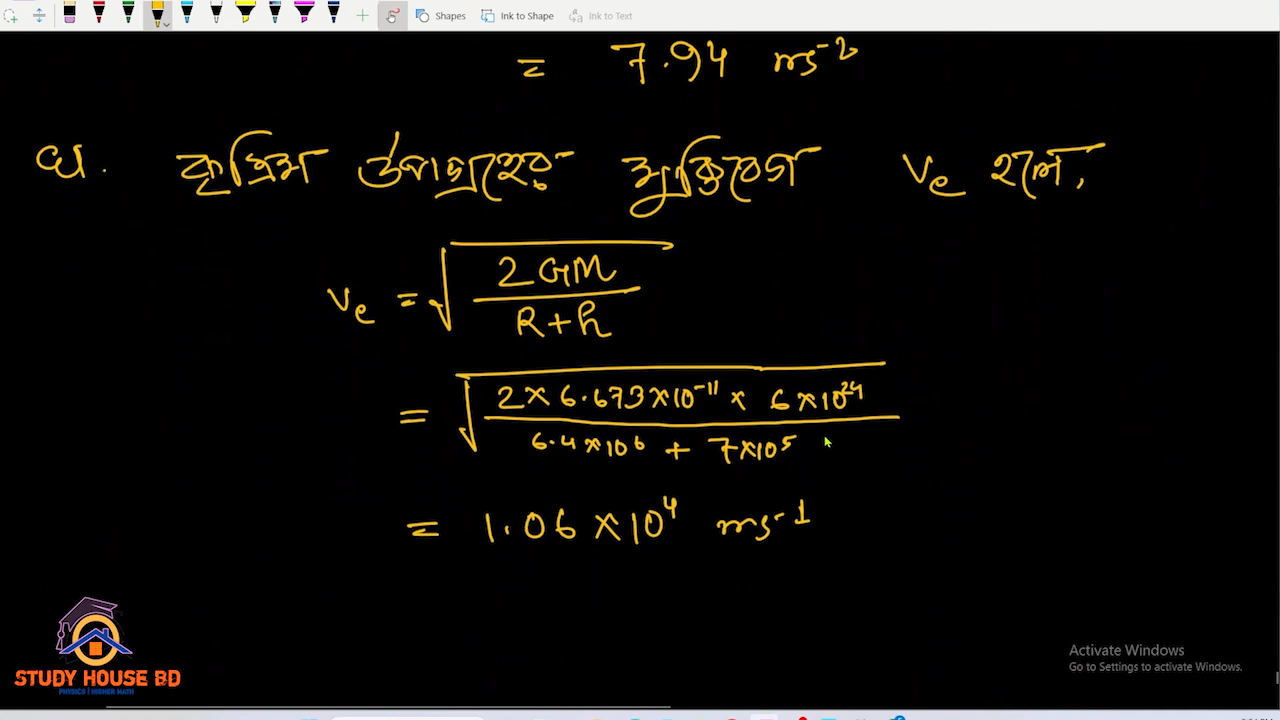 Shapes Ink to Shape Ink to Text
= 7.94 ms⁻²
ঘ. কৃত্রিম উপগ্রহের মুক্তিবেগ vₑ হলে,
vₑ = √(2GM / R+h)
= √(2 × 6.673×10⁻¹¹ × 6×10²⁴ / 6.4×10⁶ + 7×10⁵)
= 1.06 × 10⁴ ms⁻¹
Activate Windows
Go to Settings to activate Windows.
STUDY HOUSE BD
PHYSICS | HIGHER MATH